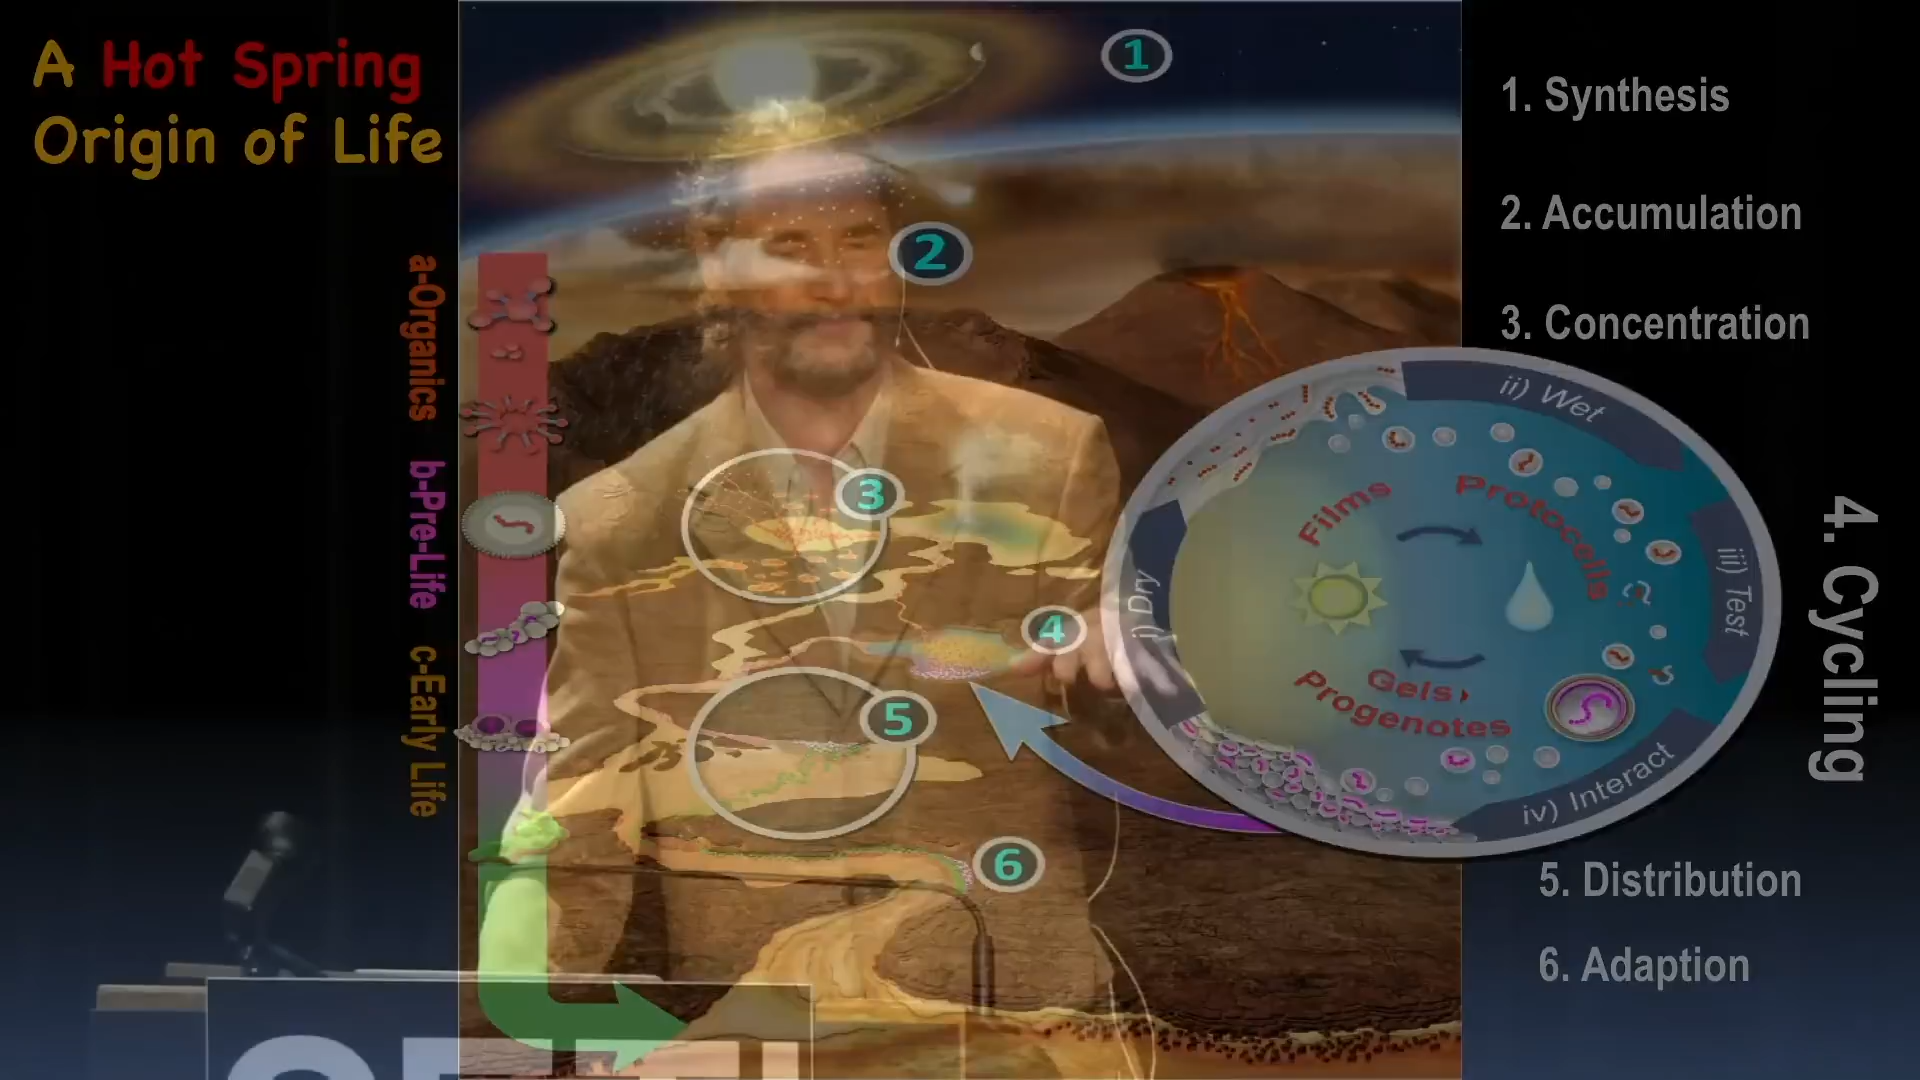 A Hot Spring
Origin of Life
a-Organics
b-Pre-Life
c-Early Life
1
2
3
4
5
6
1. Synthesis
2. Accumulation
3. Concentration
4. Cycling
i) Dry
ii) Wet
iii) Test
iv) Interact
Films
Protocells
Gels,
Progenotes
5. Distribution
6. Adaption
SETI